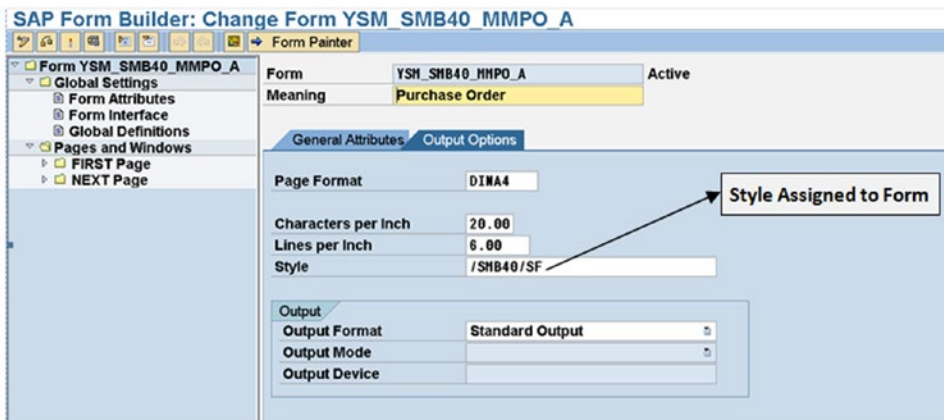 SAP Form Builder: Change Form YSM_SMB40_MMPO_A
Form Painter
Form YSM_SMB40_MMPO_A
Global Settings
Form Attributes
Form Interface
Global Definitions
Pages and Windows
FIRST Page
NEXT Page
Form YSM_SMB40_MMPO_A Active
Meaning Purchase Order
General Attributes Output Options
Page Format DINA4
Style Assigned to Form
Characters per Inch 20.00
Lines per Inch 6.00
Style /SMB40/SF
Output
Output Format Standard Output
Output Mode
Output Device